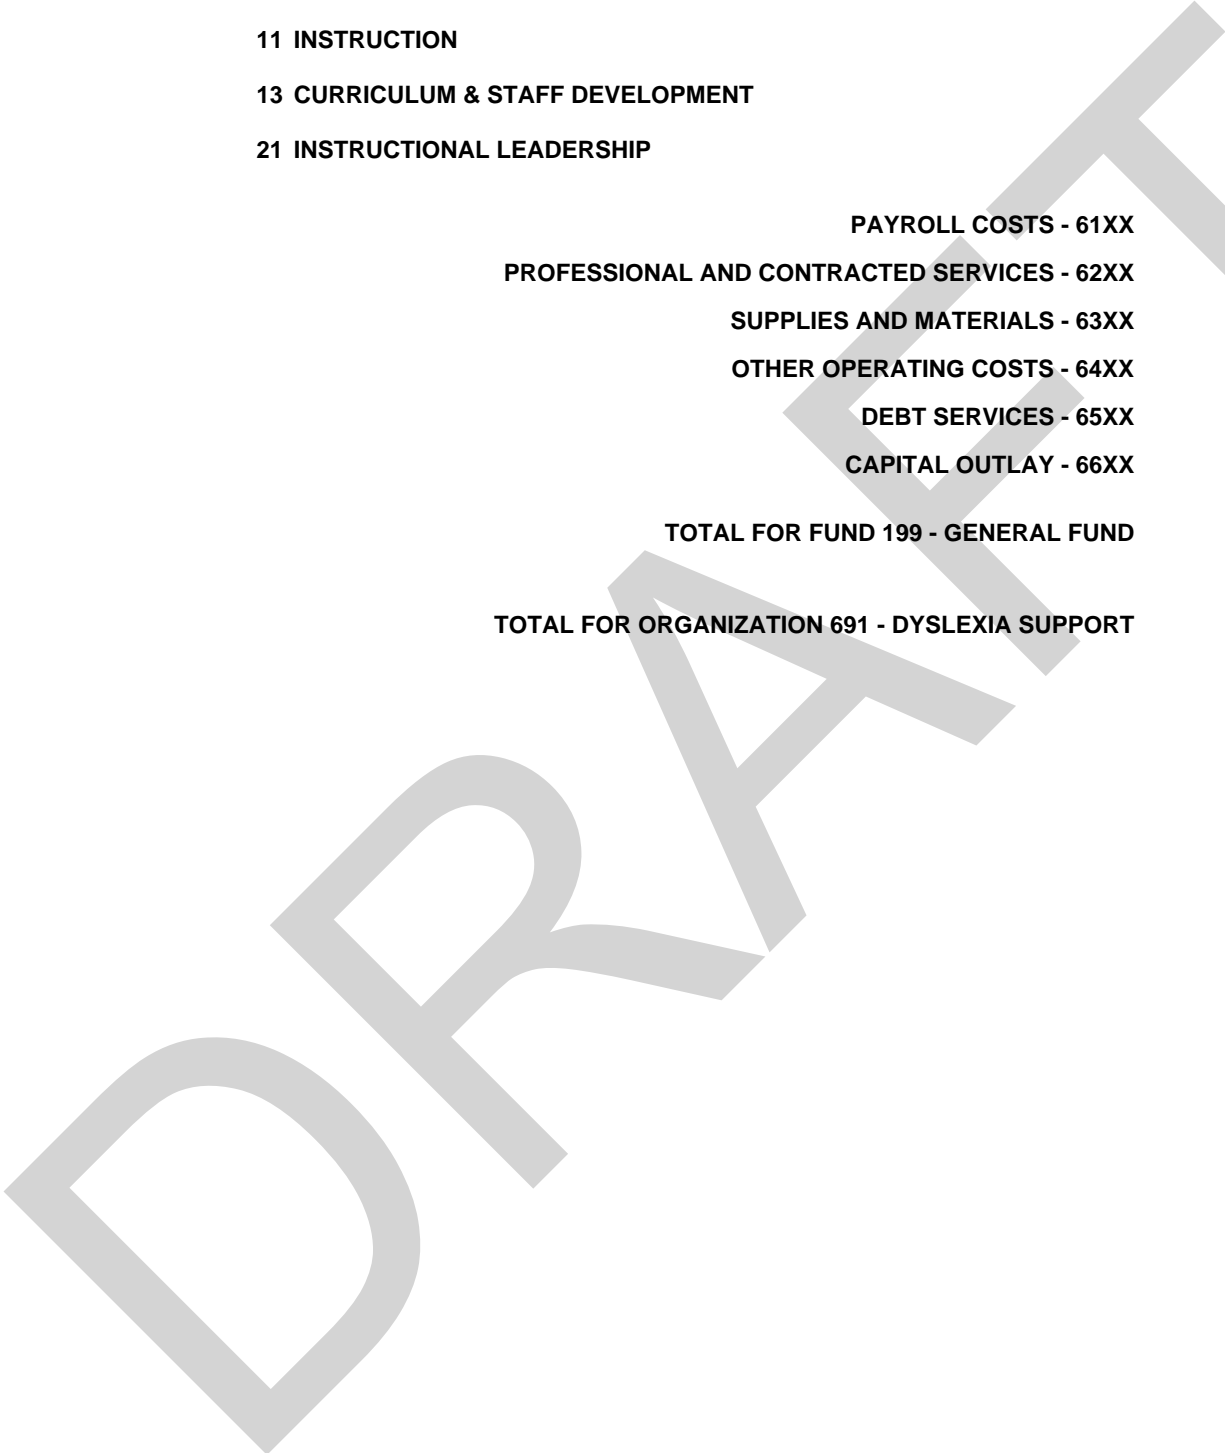 11 INSTRUCTION
13 CURRICULUM & STAFF DEVELOPMENT
21 INSTRUCTIONAL LEADERSHIP
PAYROLL COSTS - 61XX
PROFESSIONAL AND CONTRACTED SERVICES - 62XX
SUPPLIES AND MATERIALS - 63XX
OTHER OPERATING COSTS - 64XX
DEBT SERVICES - 65XX
CAPITAL OUTLAY - 66XX
TOTAL FOR FUND 199 - GENERAL FUND
TOTAL FOR ORGANIZATION 691 - DYSLEXIA SUPPORT
DRAFT